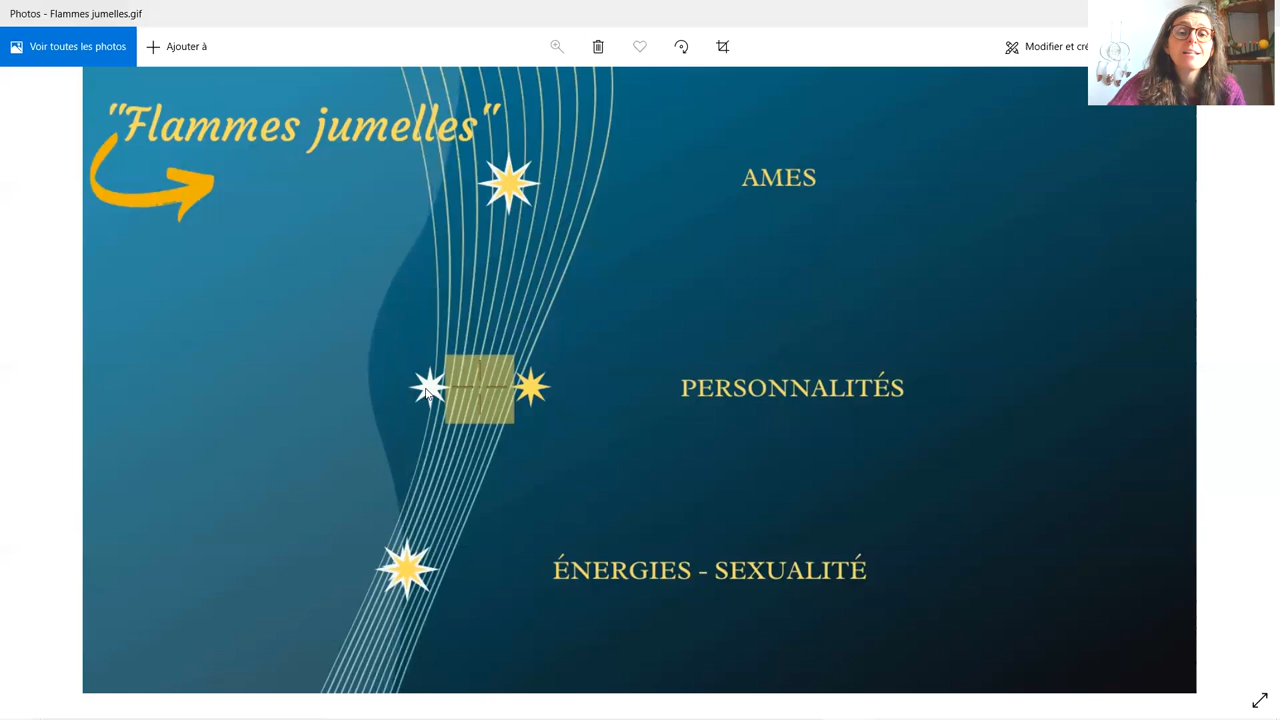 Photos - Flammes jumelles.gif
Voir toutes les photos
Ajouter à
Modifier et cré
"Flammes jumelles"
AMES
PERSONNALITÉS
ÉNERGIES - SEXUALITÉ